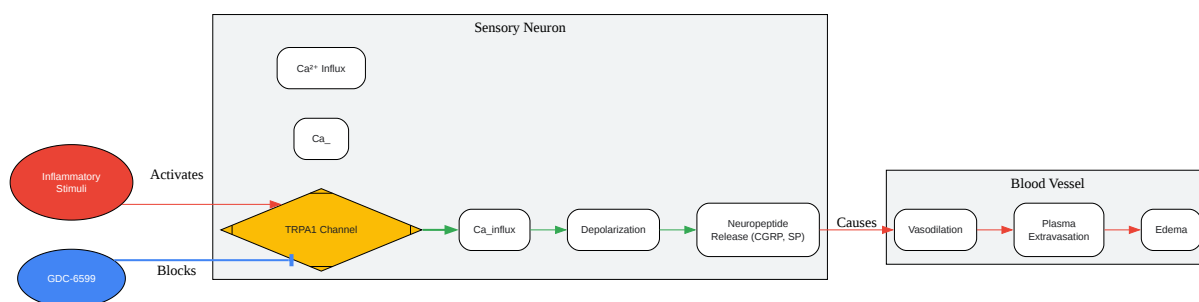 Sensory Neuron
Ca²⁺ Influx
Ca_
Inflammatory
Stimuli
Activates
TRPA1 Channel
Ca_influx
Depolarization
Neuropeptide
Release (CGRP, SP)
Causes
Blood Vessel
Vasodilation
Plasma
Extravasation
Edema
GDC-6599
Blocks